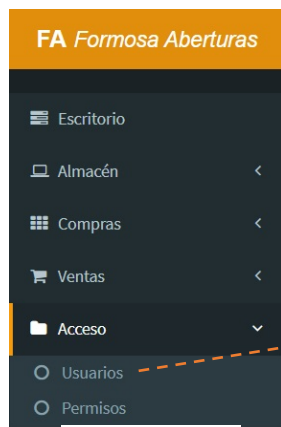 FA Formosa Aberturas
Escritorio
Almacén
Compras
Ventas
Acceso
Usuarios
Permisos